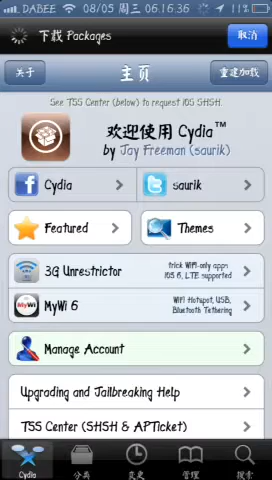 DABEE 08/05 周三 06:16:36 11%
下载 Packages
取消
关于
主页
重建加载
See TSS Center (below) to request iOS SHSH.
欢迎使用 Cydia™
by Jay Freeman (saurik)
Cydia
saurik
Featured
Themes
3G Unrestrictor
trick WiFi-only apps
iOS 6, LTE supported
MyWi
MyWi 6
WiFi Hotspot, USB,
Bluetooth Tethering
Manage Account
Upgrading and Jailbreaking Help
TSS Center (SHSH & APTicket)
Cydia
分类
变更
管理
搜索